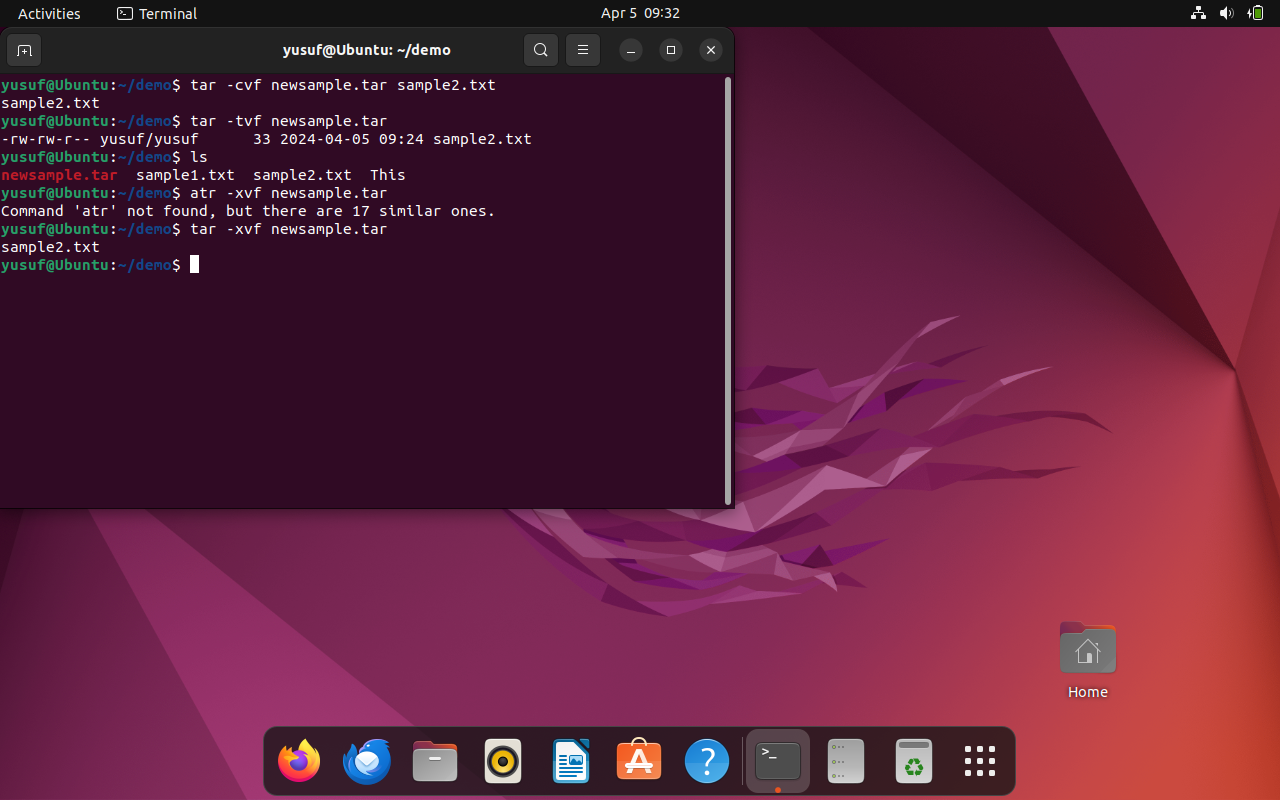 Activities Terminal Apr 5 09:32
yusuf@Ubuntu: ~/demo
yusuf@Ubuntu:~/demo$ tar -cvf newsample.tar sample2.txt
sample2.txt
yusuf@Ubuntu:~/demo$ tar -tvf newsample.tar
-rw-rw-r-- yusuf/yusuf      33 2024-04-05 09:24 sample2.txt
yusuf@Ubuntu:~/demo$ ls
newsample.tar  sample1.txt  sample2.txt  This
yusuf@Ubuntu:~/demo$ atr -xvf newsample.tar
Command 'atr' not found, but there are 17 similar ones.
yusuf@Ubuntu:~/demo$ tar -xvf newsample.tar
sample2.txt
yusuf@Ubuntu:~/demo$
Home